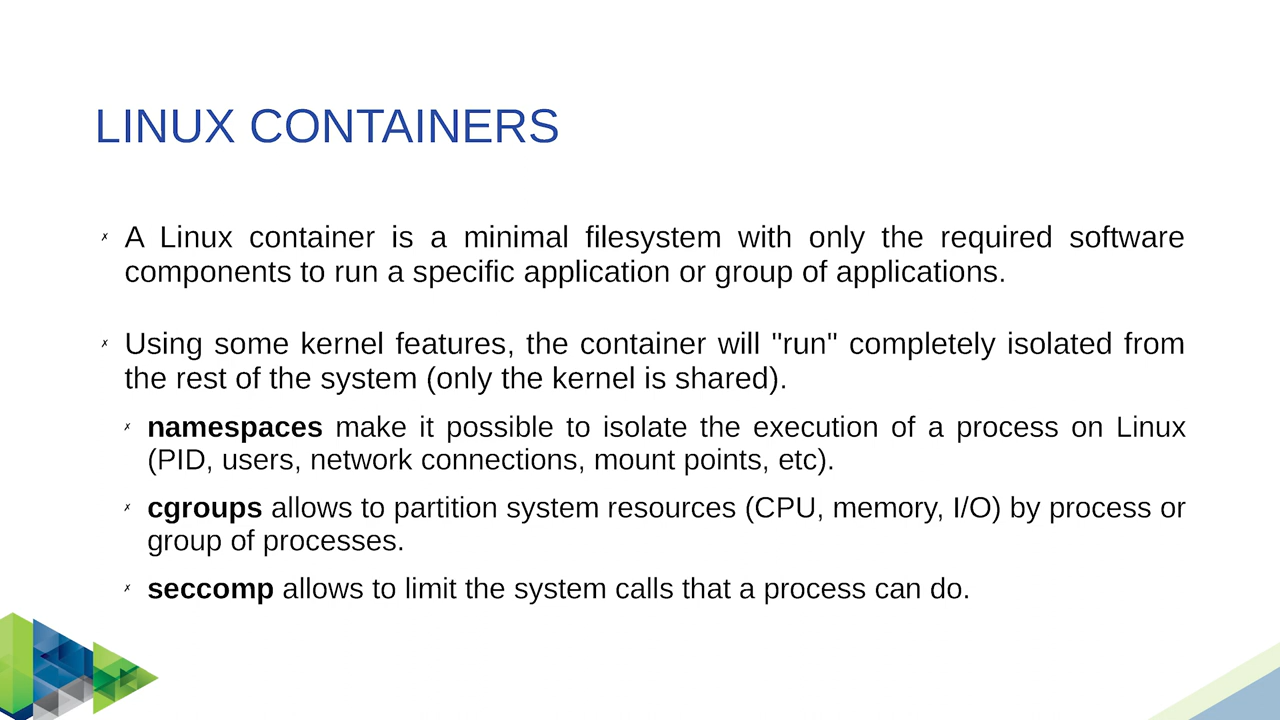 LINUX CONTAINERS
✗ A Linux container is a minimal filesystem with only the required software
components to run a specific application or group of applications.
✗ Using some kernel features, the container will "run" completely isolated from
the rest of the system (only the kernel is shared).
✗ namespaces make it possible to isolate the execution of a process on Linux
(PID, users, network connections, mount points, etc).
✗ cgroups allows to partition system resources (CPU, memory, I/O) by process or
group of processes.
✗ seccomp allows to limit the system calls that a process can do.